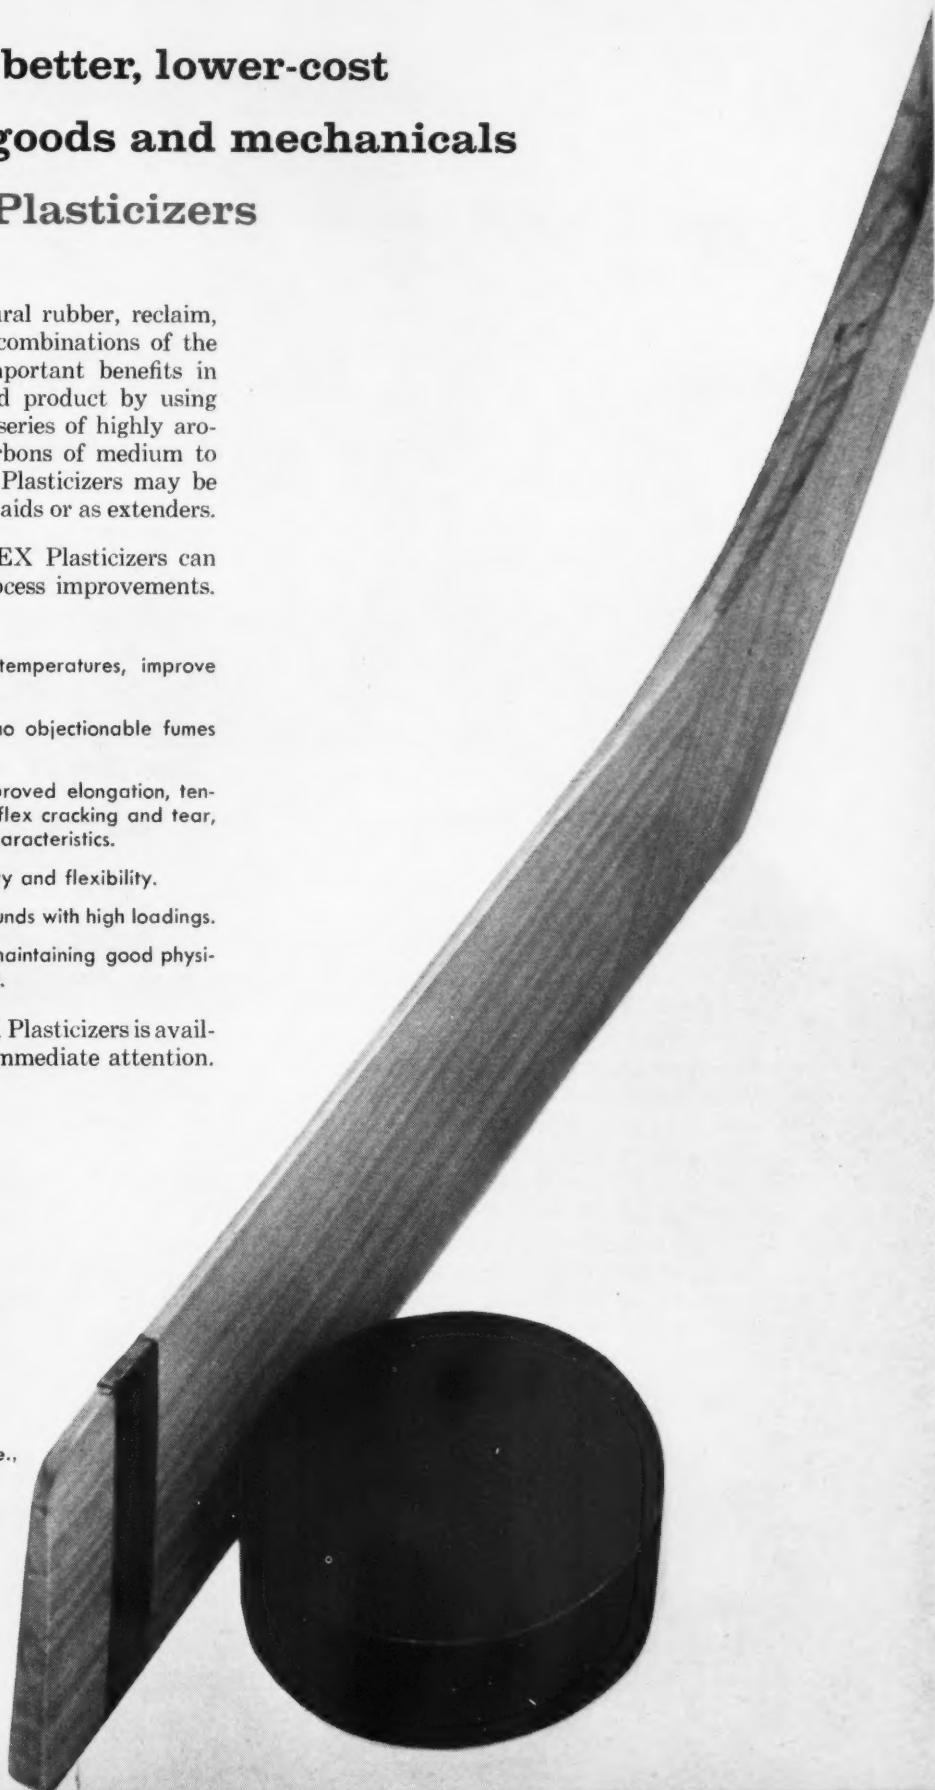 better, lower-cost
goods and mechanicals
Plasticizers
ural rubber, reclaim,
combinations of the
portant benefits in
d product by using
series of highly aro-
rbons of medium to
Plasticizers may be
aids or as extenders.
EX Plasticizers can
ocess improvements.
temperatures, improve
no objectionable fumes
roved elongation, ten-
flex cracking and tear,
aracteristics.
y and flexibility.
unds with high loadings.
maintaining good physi-
.
Plasticizers is avail-
mmediate attention.
e.,